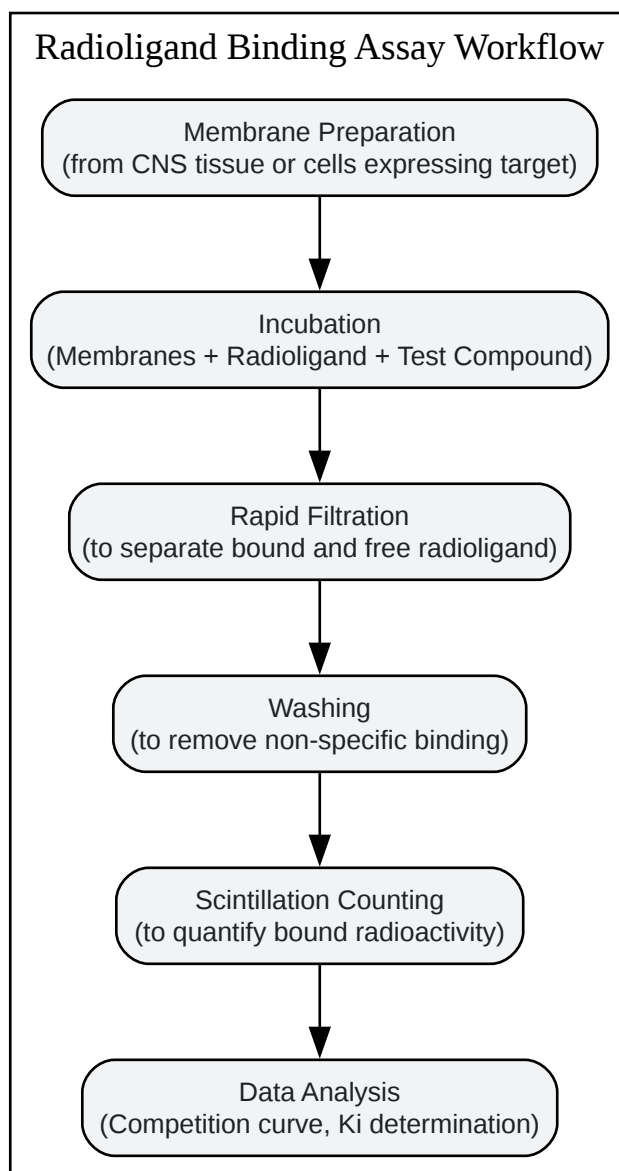 Radioligand Binding Assay Workflow
Membrane Preparation
(from CNS tissue or cells expressing target)
Incubation
(Membranes + Radioligand + Test Compound)
Rapid Filtration
(to separate bound and free radioligand)
Washing
(to remove non-specific binding)
Scintillation Counting
(to quantify bound radioactivity)
Data Analysis
(Competition curve, Ki determination)